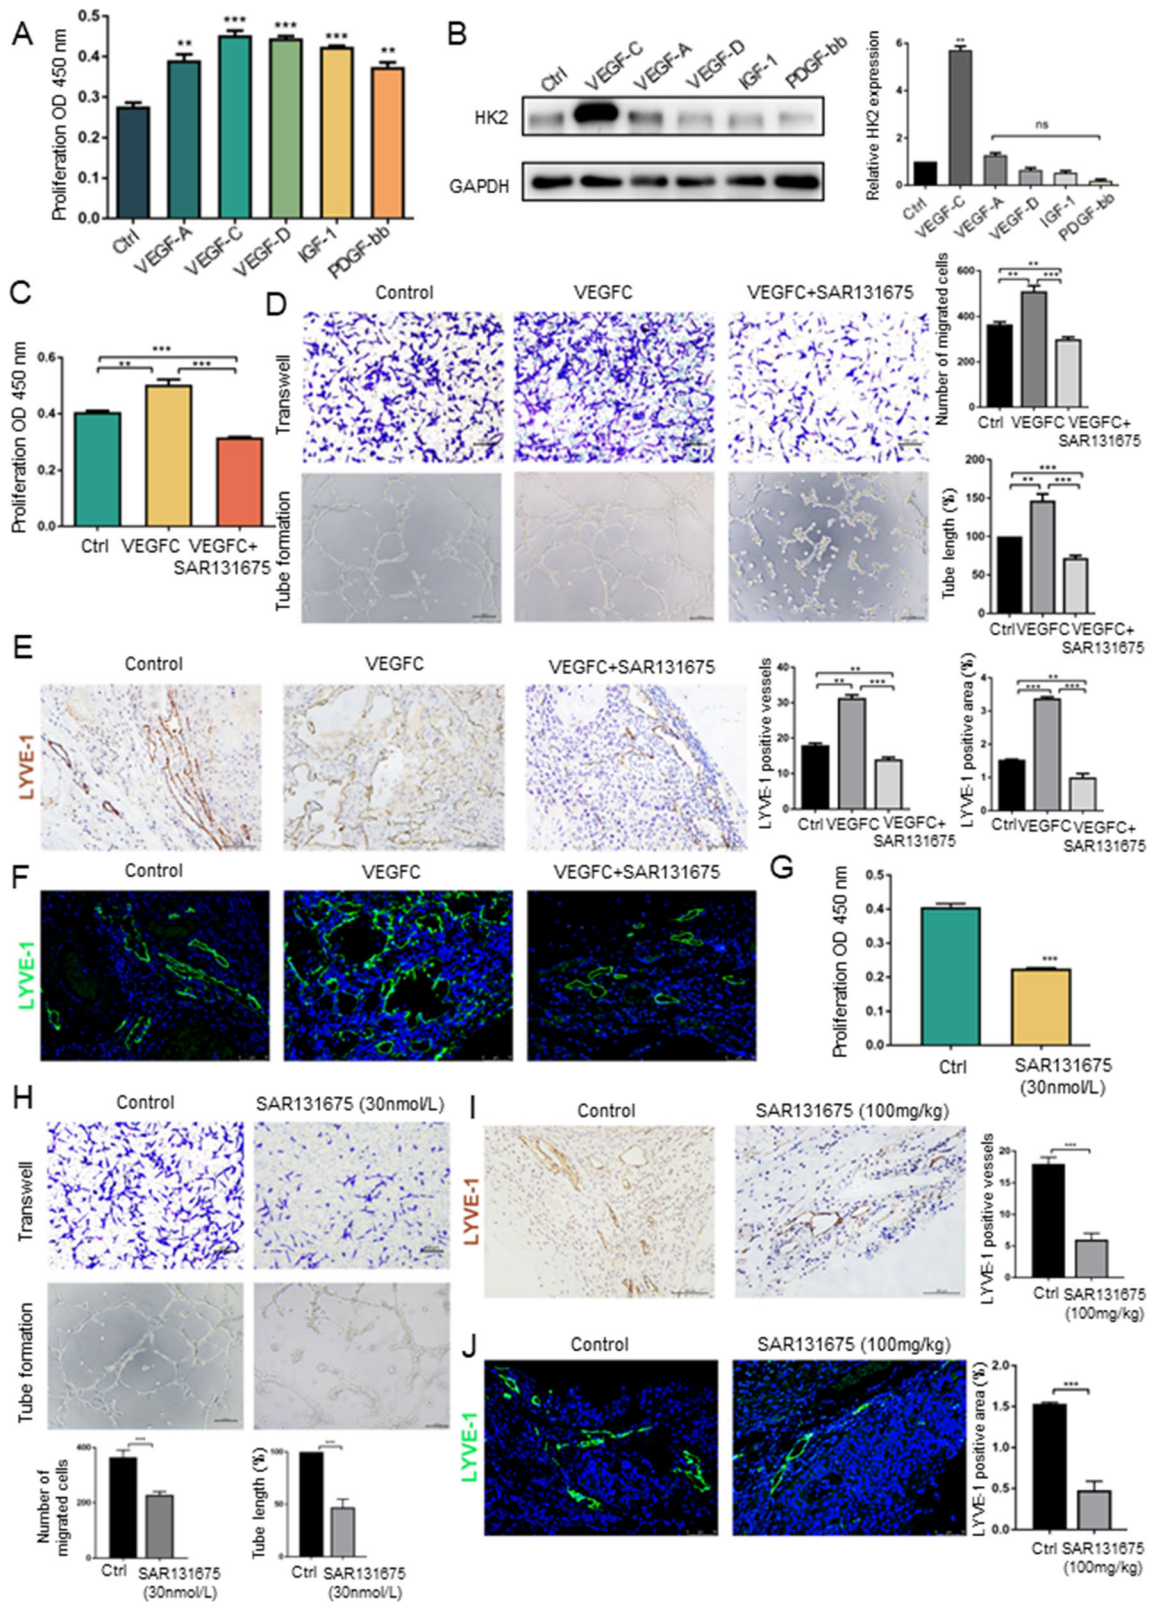 A
Proliferation OD 450 nm
0.5
0.4
0.3
0.2
0.1
0.0
** *** *** *** **
Ctrl VEGF-A VEGF-C VEGF-D IGF-1 PDGF-bb
B
Ctrl VEGF-C VEGF-A VEGF-D IGF-1 PDGF-bb
HK2
GAPDH
Relative HK2 expression
6
4
2
0
**
ns
Ctrl VEGF-C VEGF-A VEGF-D IGF-1 PDGF-bb
C
Proliferation OD 450 nm
0.6
0.4
0.2
0.0
***
** ***
Ctrl VEGFC VEGFC+
SAR131675
D
Control VEGFC VEGFC+SAR131675
Transwell
Tube formation
Number of migrated cells
600
400
200
0
**
** ***
Ctrl VEGFC VEGFC+
SAR131675
Tube length (%)
200
150
100
50
0
***
** ***
Ctrl VEGFC VEGFC+
SAR131675
E
Control VEGFC VEGFC+SAR131675
LYVE-1
LYVE-1 positive vessels
40
30
20
10
0
**
** ***
Ctrl VEGFC VEGFC+
SAR131675
LYVE-1 positive area (%)
4
3
2
1
0
**
*** ***
Ctrl VEGFC VEGFC+
SAR131675
F
Control VEGFC VEGFC+SAR131675
LYVE-1
G
Proliferation OD 450 nm
0.5
0.4
0.3
0.2
0.1
0.0
***
Ctrl SAR131675
(30nmol/L)
H
Control SAR131675 (30nmol/L)
Transwell
Tube formation
Number of
migrated cells
400
200
0
***
Ctrl SAR131675
(30nmol/L)
Tube length (%)
100
50
0
***
Ctrl SAR131675
(30nmol/L)
I
Control SAR131675 (100mg/kg)
LYVE-1
LYVE-1 positive vessels
20
15
10
5
0
***
Ctrl SAR131675
(100mg/kg)
J
Control SAR131675 (100mg/kg)
LYVE-1
LYVE-1 positive area (%)
2.0
1.5
1.0
0.5
0.0
***
Ctrl SAR131675
(100mg/kg)